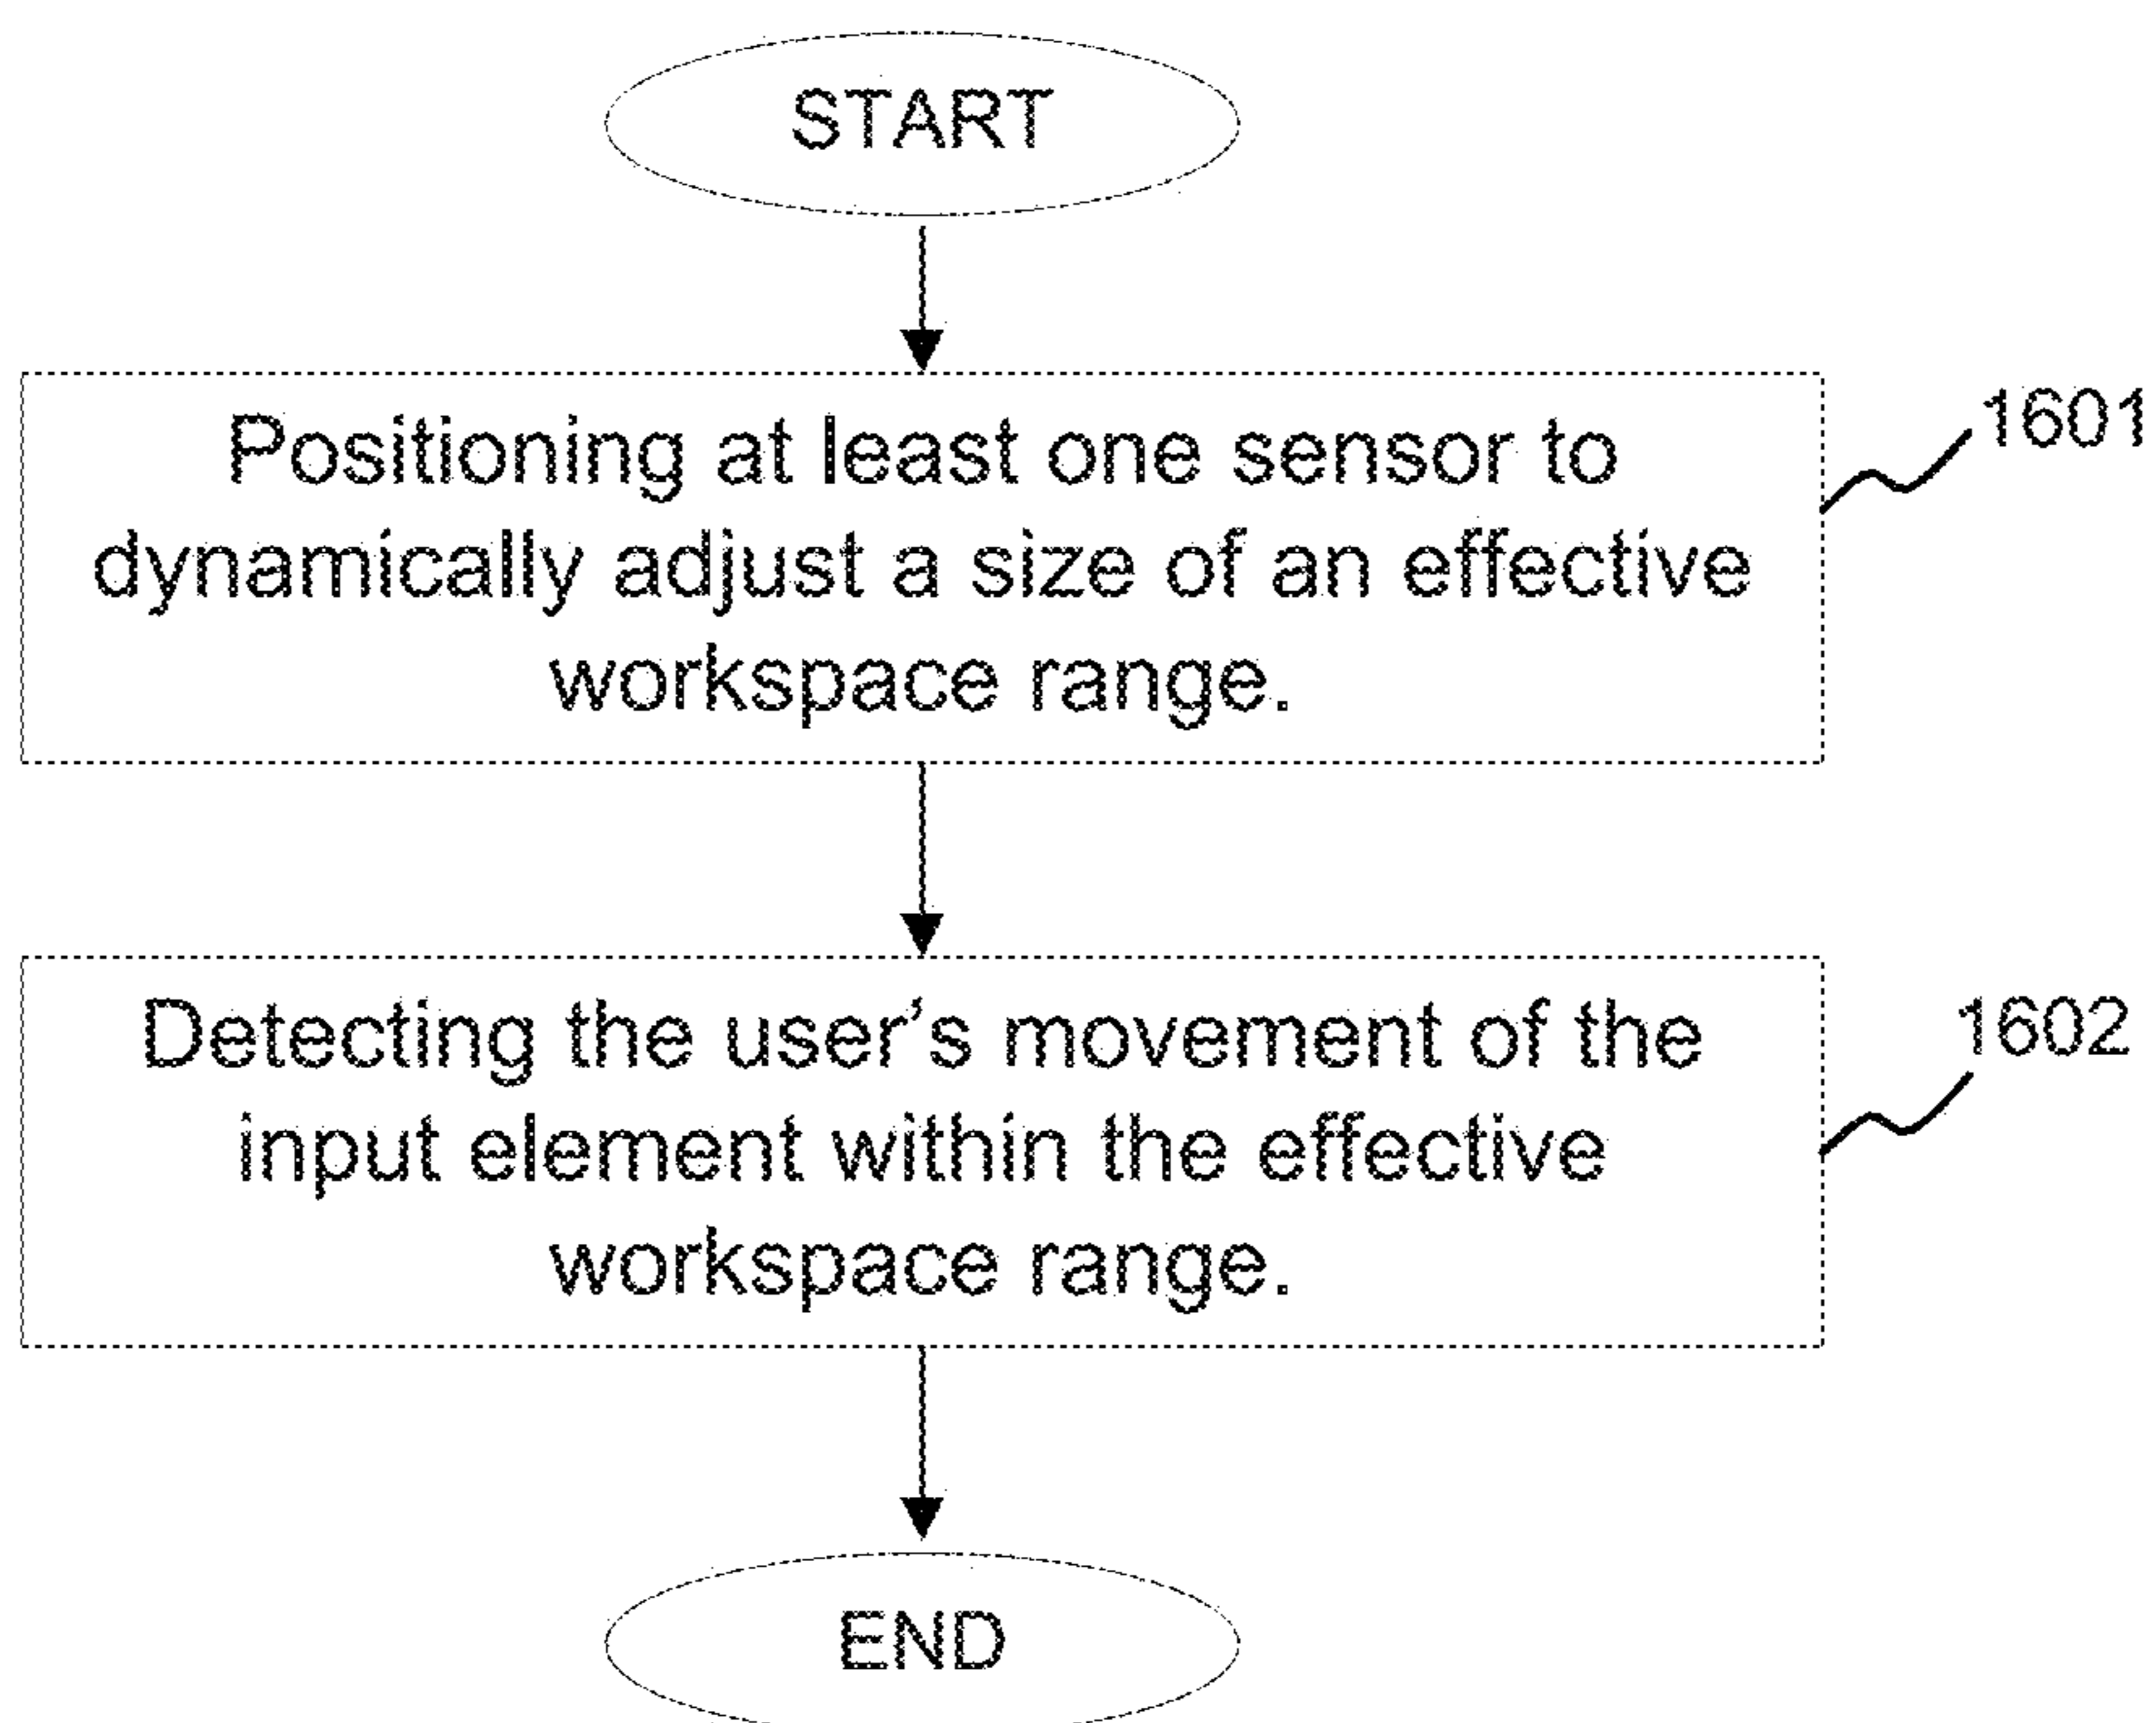 START
Positioning at least one sensor to
1601
dynamically adjust a size of an effective
workspace range.
Detecting the user’s movement of the
1602
input element within the effective
workspace range.
END